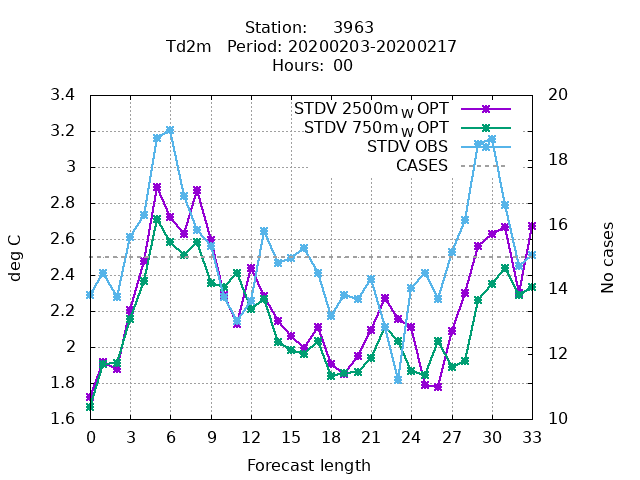 Station: 3963
Td2m Period: 20200203-20200217
Hours: 00
STDV 2500m W OPT
STDV 750m W OPT
STDV OBS
CASES
deg C
No cases
3.4
3.2
3
2.8
2.6
2.4
2.2
2
1.8
1.6
20
18
16
14
12
10
0 3 6 9 12 15 18 21 24 27 30 33
Forecast length